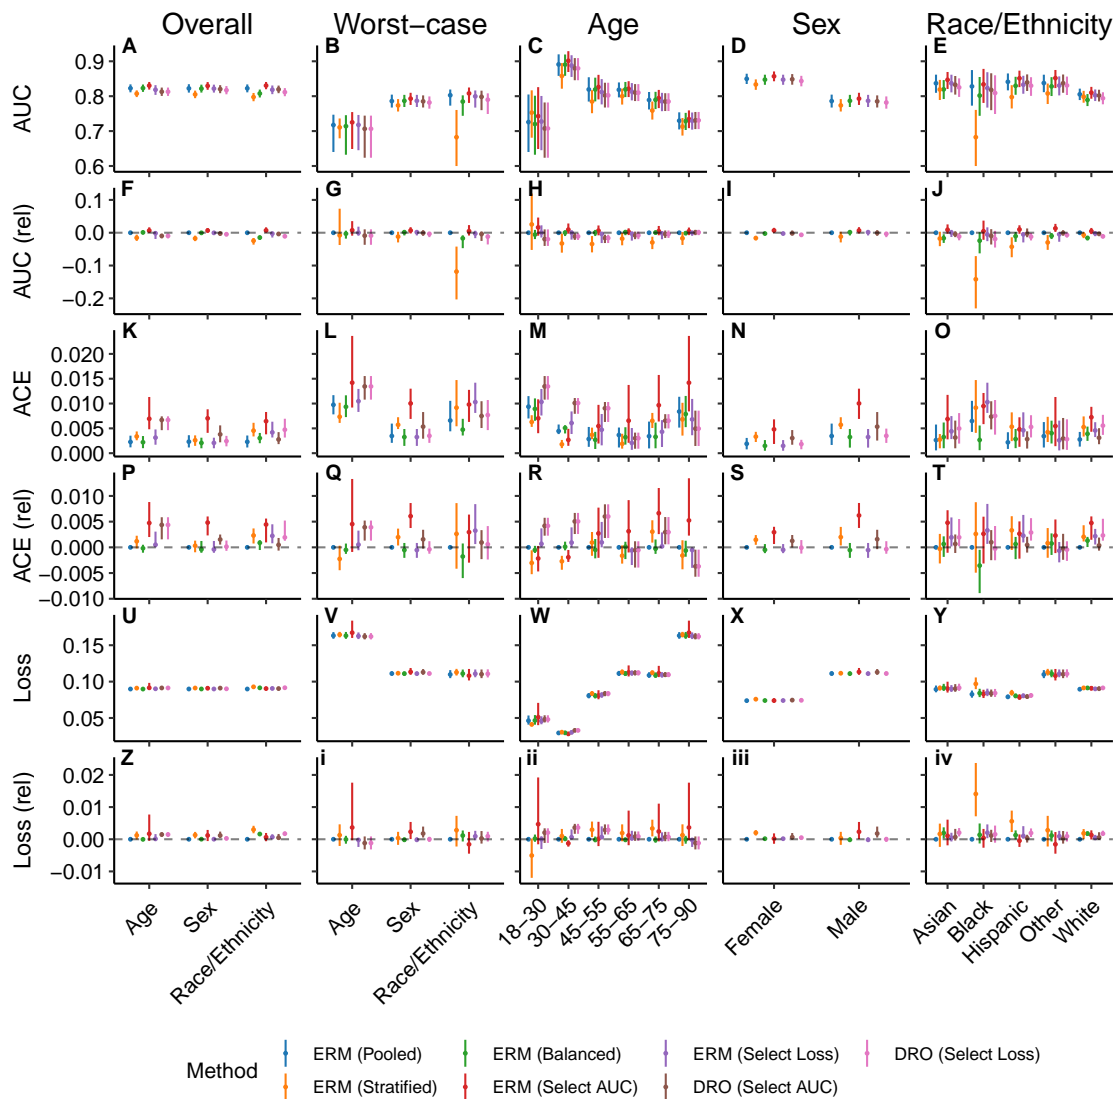 Overall Worst−case Age Sex Race/Ethnicity
A B C D E
AUC
0.9
0.8
0.7
0.6
F G H I J
AUC (rel)
0.1
0.0
−0.1
−0.2
K L M N O
ACE
0.020
0.015
0.010
0.005
0.000
P Q R S T
ACE (rel)
0.010
0.005
0.000
−0.005
−0.010
U V W X Y
Loss
0.15
0.10
0.05
Z i ii iii iv
Loss (rel)
0.02
0.01
0.00
−0.01
Age Sex Race/Ethnicity Age Sex Race/Ethnicity 18−30 30−45 45−55 55−65 65−75 75−90 Female Male Asian Black Hispanic Other White
Method
ERM (Pooled) ERM (Balanced) ERM (Select Loss) DRO (Select Loss)
ERM (Stratified) ERM (Select AUC) DRO (Select AUC)